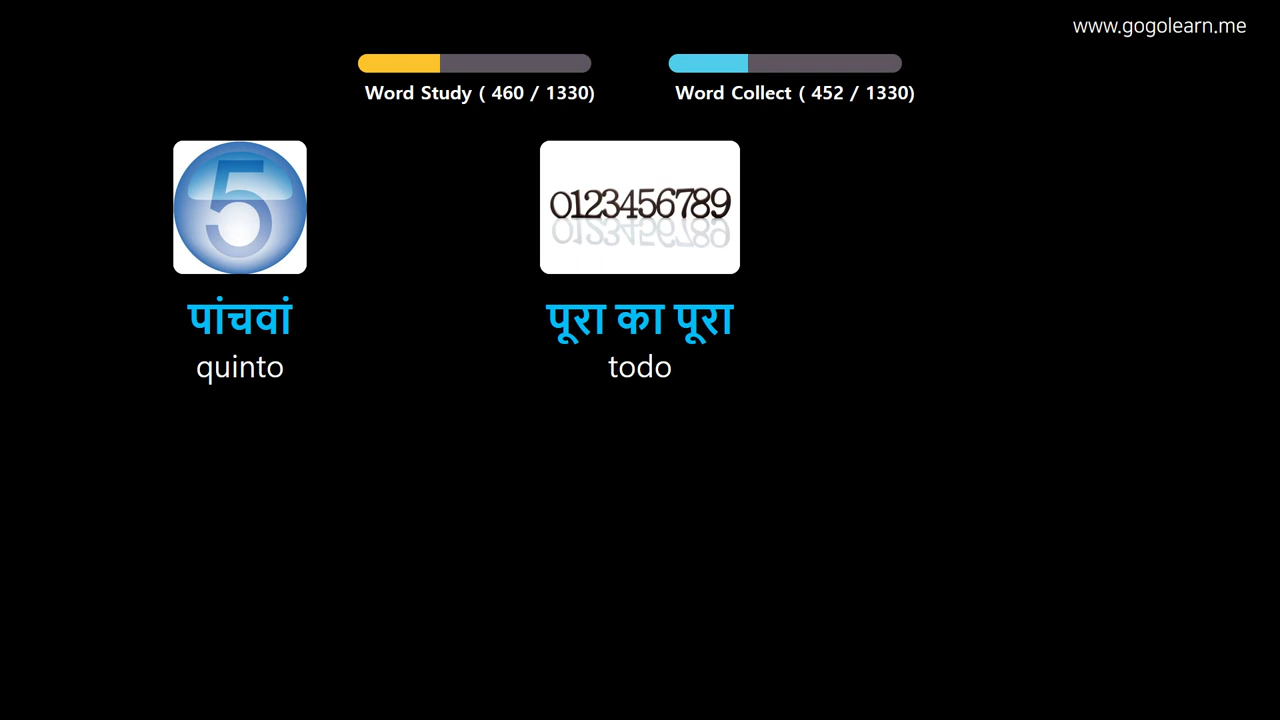 www.gogolearn.me
Word Study ( 460 / 1330)
Word Collect ( 452 / 1330)
5
0123456789
पांचवां
पूरा का पूरा
quinto
todo